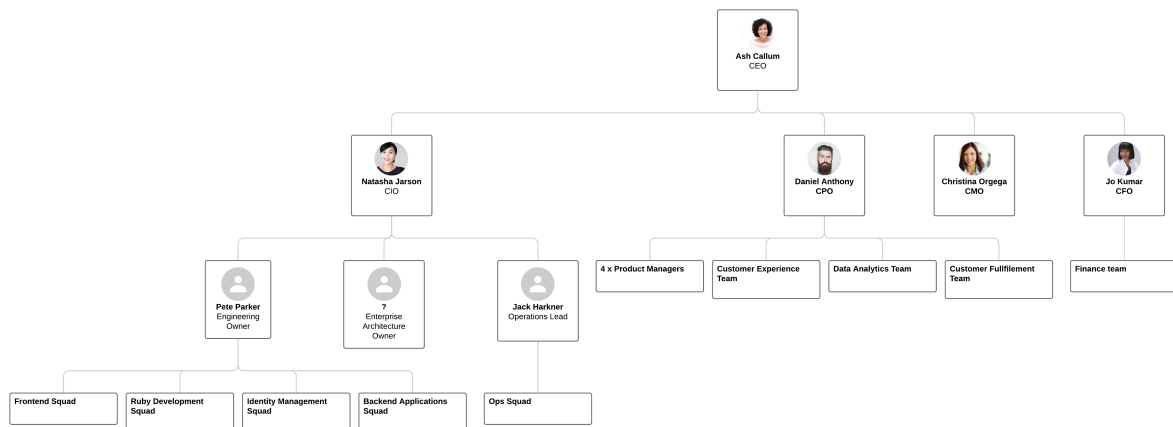 Ash Callum
CEO
Natasha Jarson
CIO
Daniel Anthony
CPO
Christina Orgega
CMO
Jo Kumar
CFO
Pete Parker
Engineering
Owner
?
Enterprise
Architecture
Owner
Jack Harkner
Operations Lead
4 x Product Managers
Customer Experience
Team
Data Analytics Team
Customer Fullfilement
Team
Finance team
Frontend Squad
Ruby Development
Squad
Identity Management
Squad
Backend Applications
Squad
Ops Squad